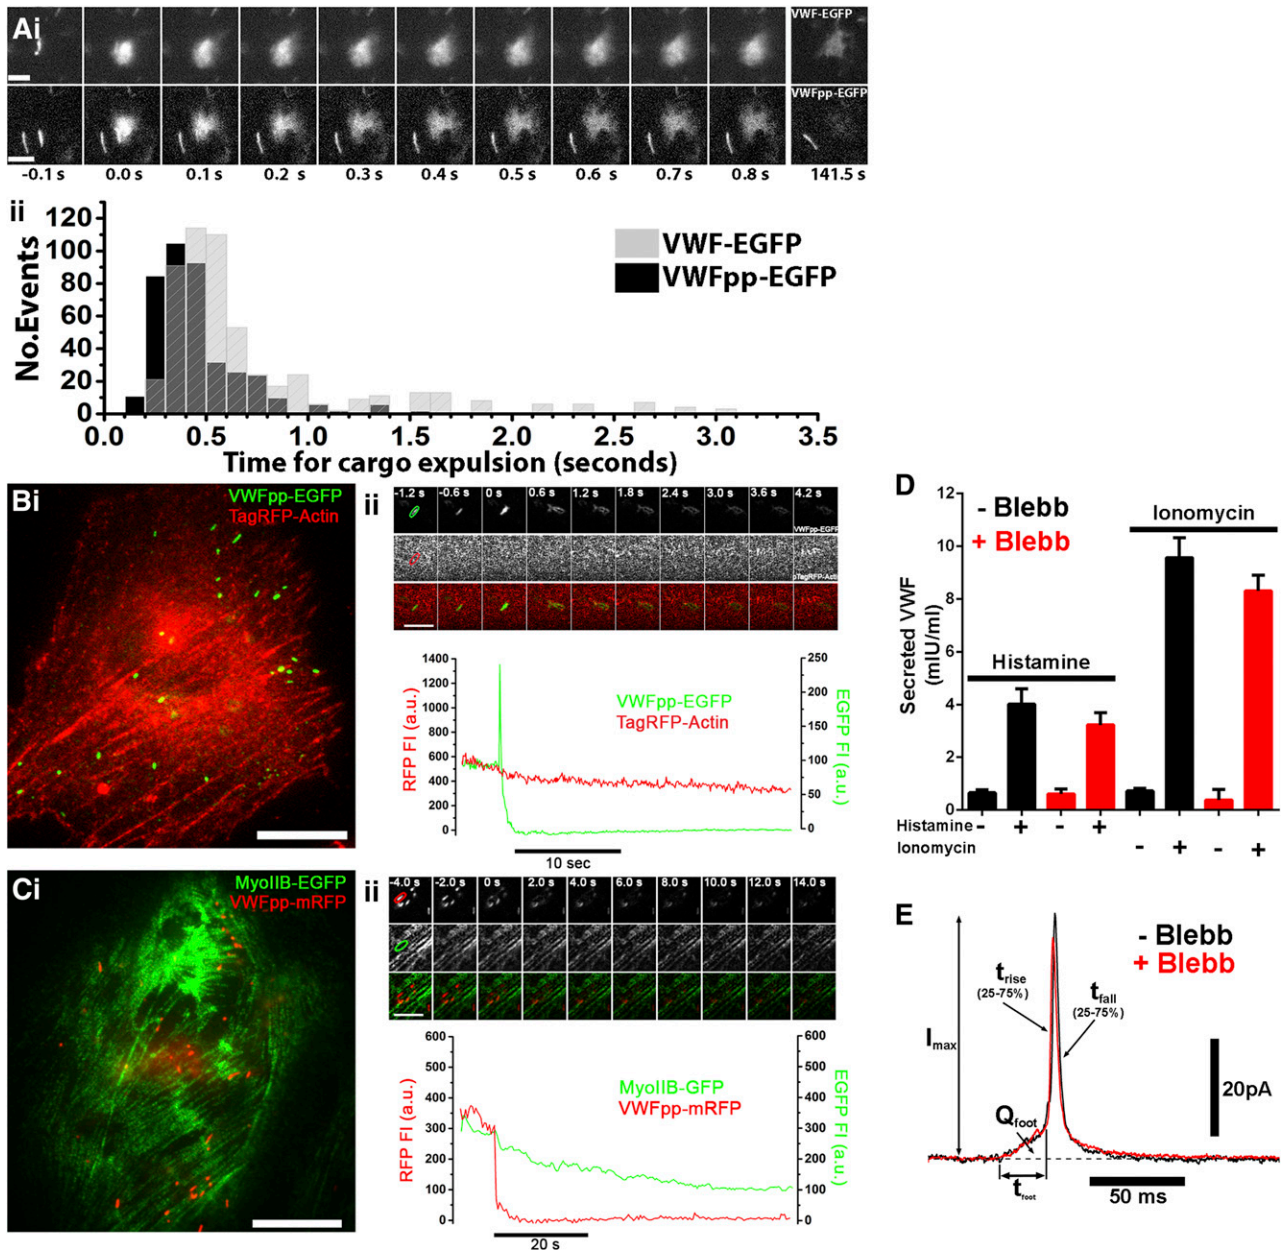 Ai
VWF-EGFP
VWFpp-EGFP
-0.1 s 0.0 s 0.1 s 0.2 s 0.3 s 0.4 s 0.5 s 0.6 s 0.7 s 0.8 s 141.5 s
ii
120
100
80
60
40
20
0
No.Events
VWF-EGFP
VWFpp-EGFP
0.0 0.5 1.0 1.5 2.0 2.5 3.0 3.5
Time for cargo expulsion (seconds)
Bi
VWFpp-EGFP
TagRFP-Actin
ii
-1.2 s -0.6 s 0 s 0.6 s 1.2 s 1.8 s 2.4 s 3.0 s 3.6 s 4.2 s
VWFpp-EGFP
pTagRFP-Actin
1400
1200
1000
800
600
400
200
0
RFP FI (a.u.)
VWFpp-EGFP
TagRFP-Actin
250
200
150
100
50
0
EGFP FI (a.u.)
10 sec
Ci
MyoIIB-EGFP
VWFpp-mRFP
ii
-4.0 s -2.0 s 0 s 2.0 s 4.0 s 6.0 s 8.0 s 10.0 s 12.0 s 14.0 s
600
500
400
300
200
100
0
RFP FI (a.u.)
MyoIIB-GFP
VWFpp-mRFP
600
500
400
300
200
100
0
EGFP FI (a.u.)
20 s
D
- Blebb
+ Blebb
Ionomycin
Histamine
12
10
8
6
4
2
0
Secreted VWF
(mIU/ml)
Histamine - + - +
Ionomycin - + - +
E
- Blebb
+ Blebb
trise
(25-75%)
tfall
(25-75%)
Imax
20pA
Qfoot
tfoot
50 ms